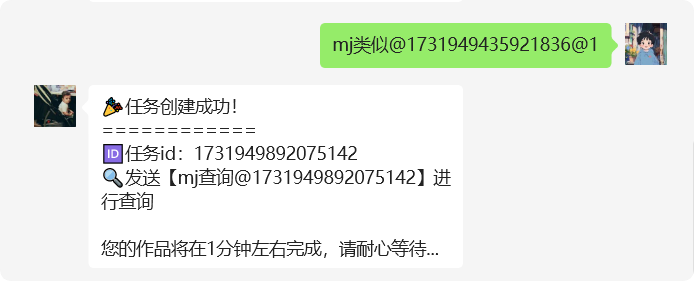 mj类似@1731949435921836@1
🎉任务创建成功！
============
🆔任务id：1731949892075142
🔍发送【mj查询@1731949892075142】进
行查询
您的作品将在1分钟左右完成，请耐心等待...